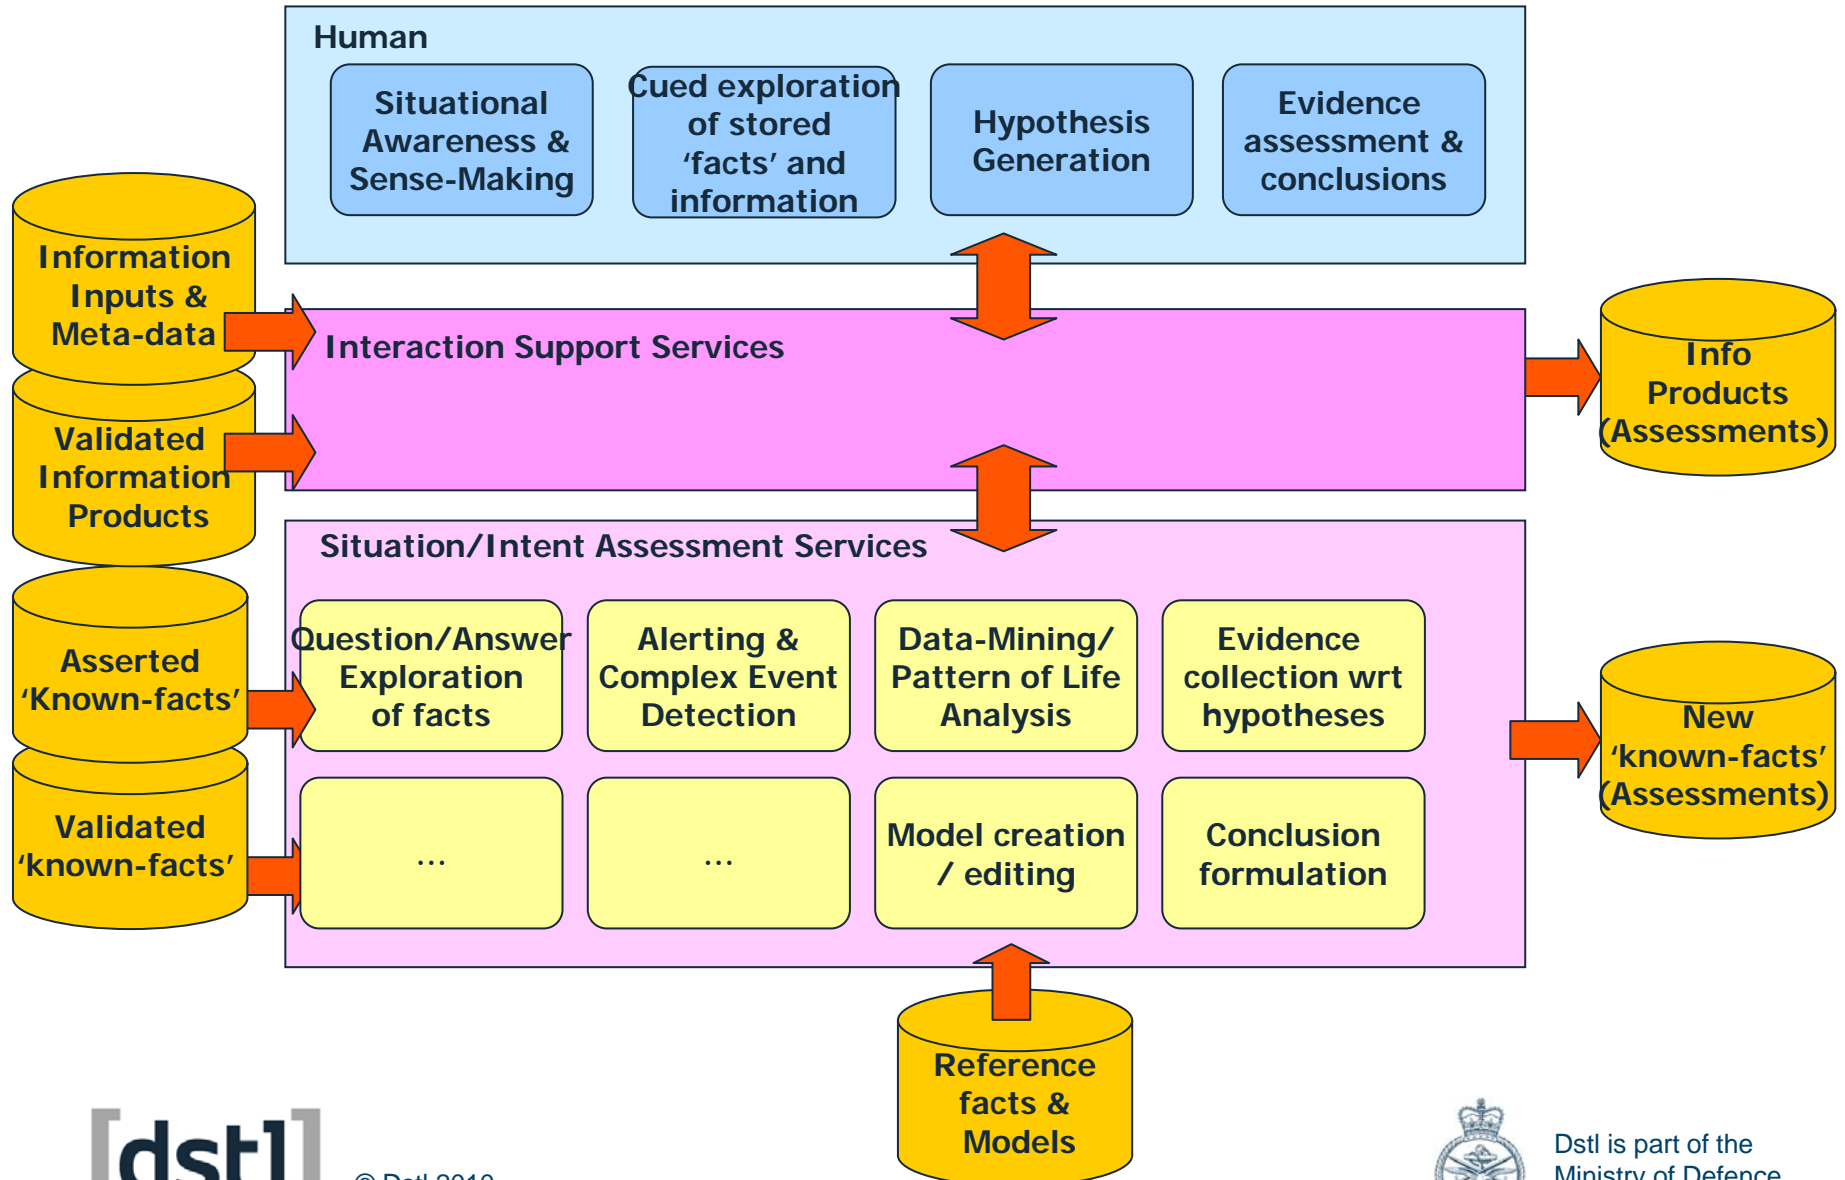 Human
Situational
Awareness &
Sense-Making
Cued exploration
of stored
‘facts’ and
information
Hypothesis
Generation
Evidence
assessment &
conclusions
Information
Inputs &
Meta-data
Interaction Support Services
Validated
Information
Products
Info
Products
(Assessments)
Situation/Intent Assessment Services
Asserted
‘Known-facts’
Validated
‘known-facts’
Question/Answer
Exploration
of facts
Alerting &
Complex Event
Detection
Data-Mining/
Pattern of Life
Analysis
Evidence
collection wrt
hypotheses
...
...
Model creation
/ editing
Conclusion
formulation
New
‘known-facts’
(Assessments)
Reference
facts &
Models
[dstl]
© Dstl 2010
Dstl is part of the
Ministry of Defence